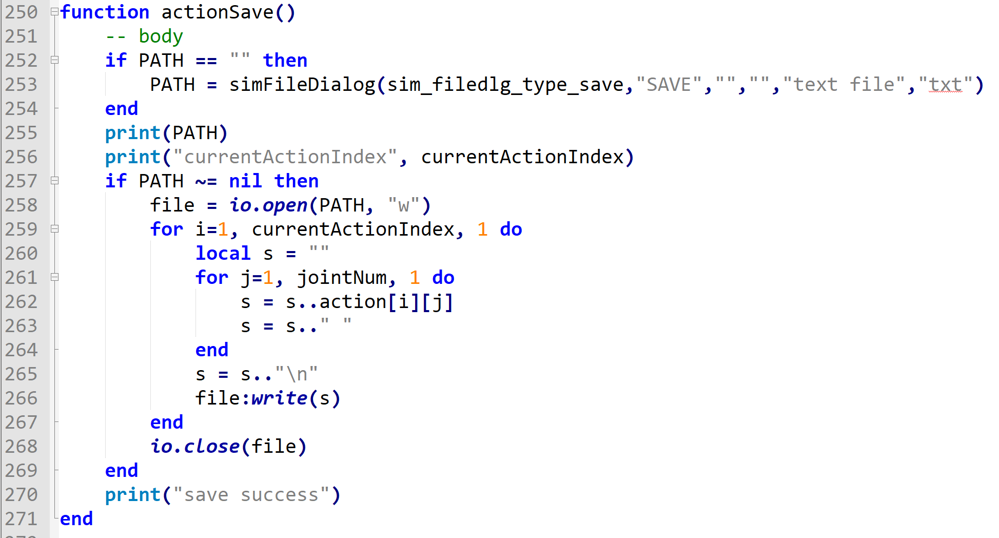 250 function actionSave()
251     -- body
252     if PATH == "" then
253         PATH = simFileDialog(sim_filedlg_type_save,"SAVE","","","text file","txt")
254     end
255     print(PATH)
256     print("currentActionIndex", currentActionIndex)
257     if PATH ~= nil then
258         file = io.open(PATH, "w")
259         for i=1, currentActionIndex, 1 do
260             local s = ""
261             for j=1, jointNum, 1 do
262                 s = s..action[i][j]
263                 s = s.." "
264             end
265             s = s.."\n"
266             file:write(s)
267         end
268         io.close(file)
269     end
270     print("save success")
271 end